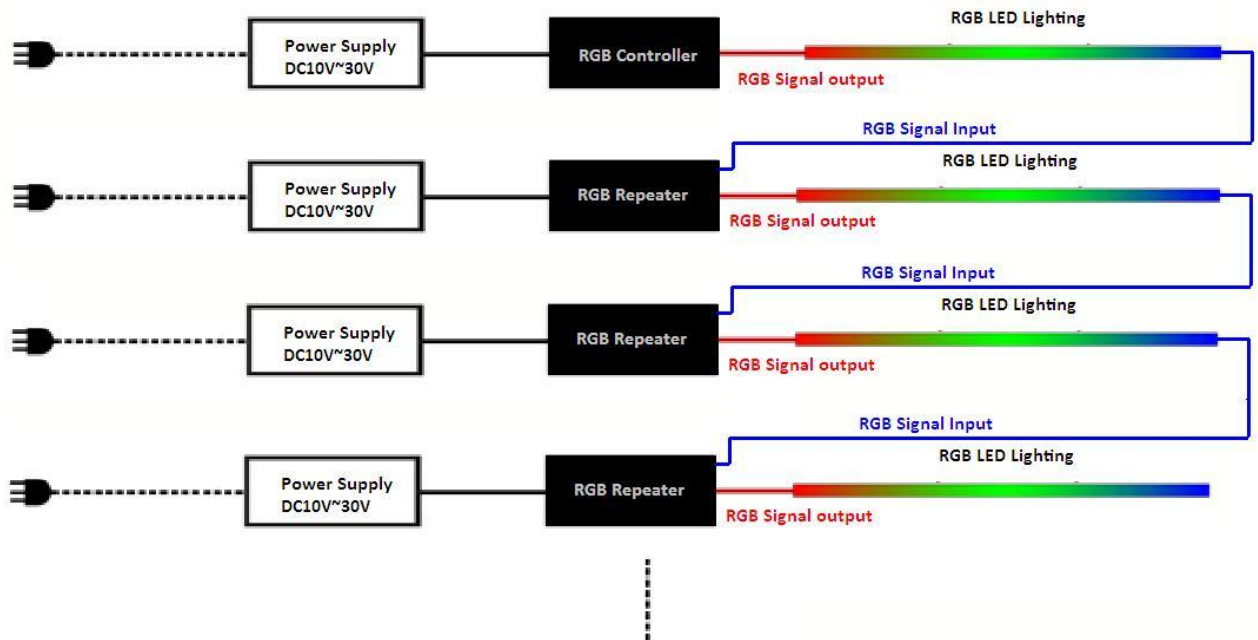 RGB LED Lighting
Power Supply
DC10V~30V
RGB Controller
RGB Signal output
RGB Signal Input
RGB LED Lighting
Power Supply
DC10V~30V
RGB Repeater
RGB Signal output
RGB Signal Input
RGB LED Lighting
Power Supply
DC10V~30V
RGB Repeater
RGB Signal output
RGB Signal Input
RGB LED Lighting
Power Supply
DC10V~30V
RGB Repeater
RGB Signal output